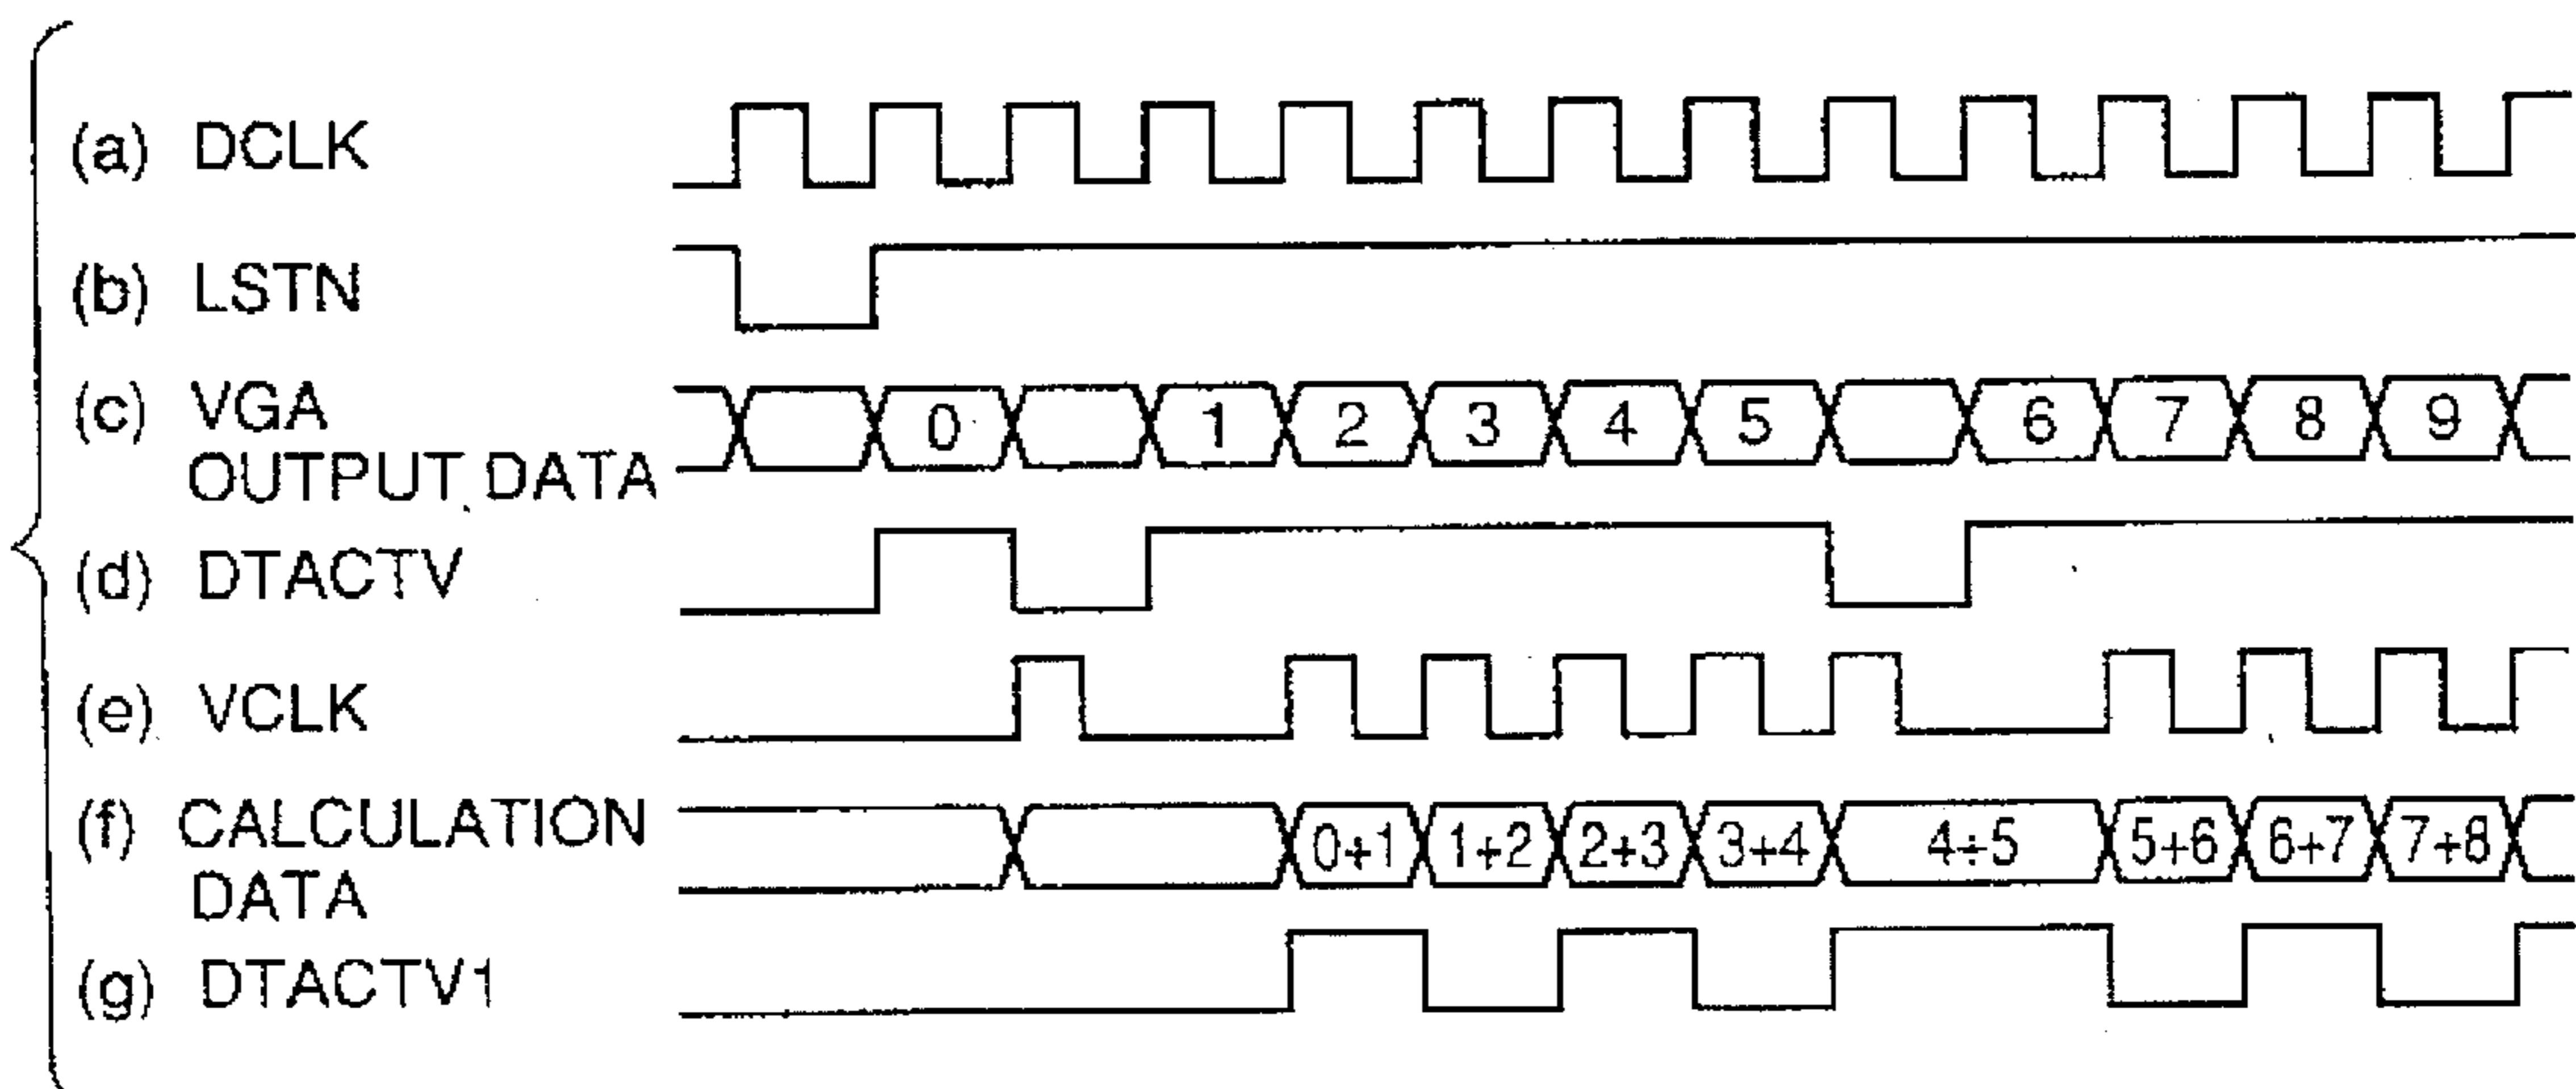 (a) DCLK
(b) LSTN
(c) VGA
OUTPUT DATA
0 1 2 3 4 5 6 7 8 9
(d) DTACTV
(e) VCLK
(f) CALCULATION
DATA
0+1 1+2 2+3 3+4 4+5 5+6 6+7 7+8
(g) DTACTV1